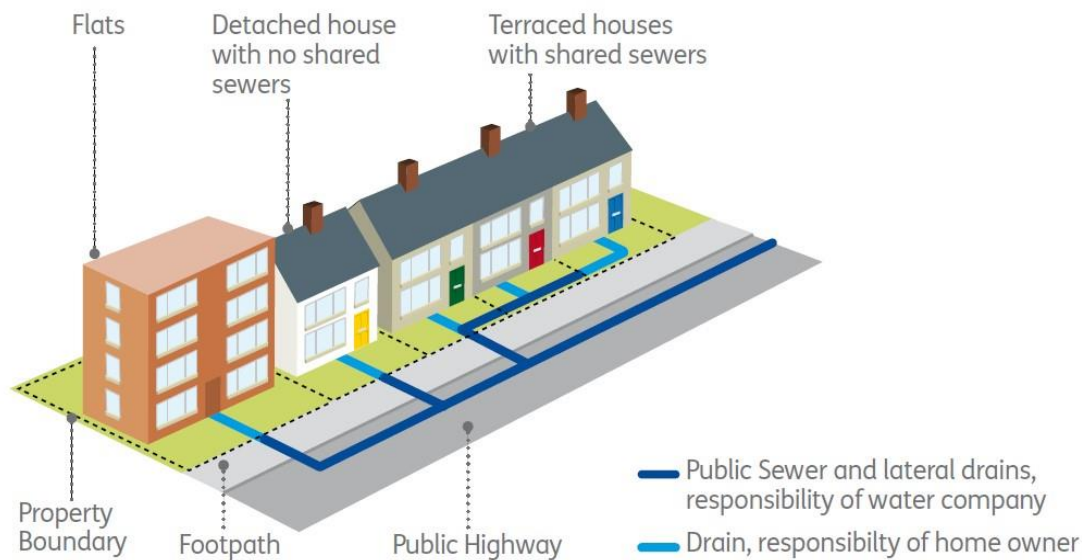 Flats
Detached house
with no shared
sewers
Terraced houses
with shared sewers
Property
Boundary
Footpath
Public Highway
Public Sewer and lateral drains,
responsibility of water company
Drain, responsibilty of home owner